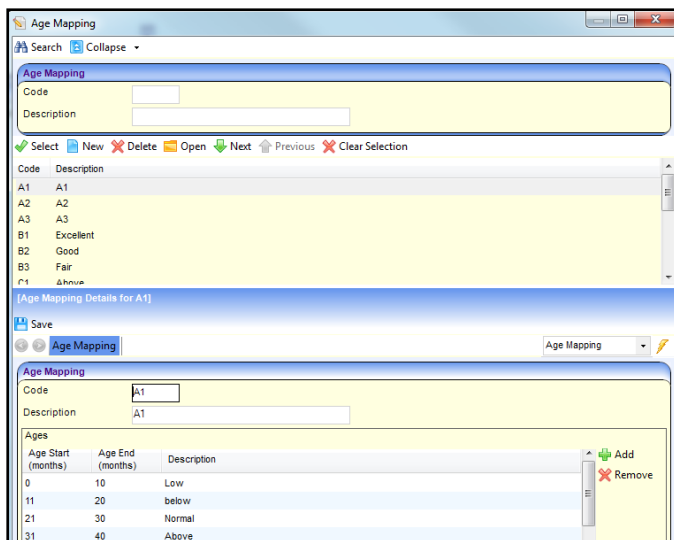 Age Mapping
Search Collapse
Age Mapping
Code
Description
Select New Delete Open Next Previous Clear Selection
Code Description
A1 A1
A2 A2
A3 A3
B1 Excellent
B2 Good
B3 Fair
C1 Above
[Age Mapping Details for A1]
Save
Age Mapping Age Mapping
Age Mapping
Code A1
Description A1
Ages
Age Start (months) Age End (months) Description
Add
Remove
0 10 Low
11 20 below
21 30 Normal
31 40 Above